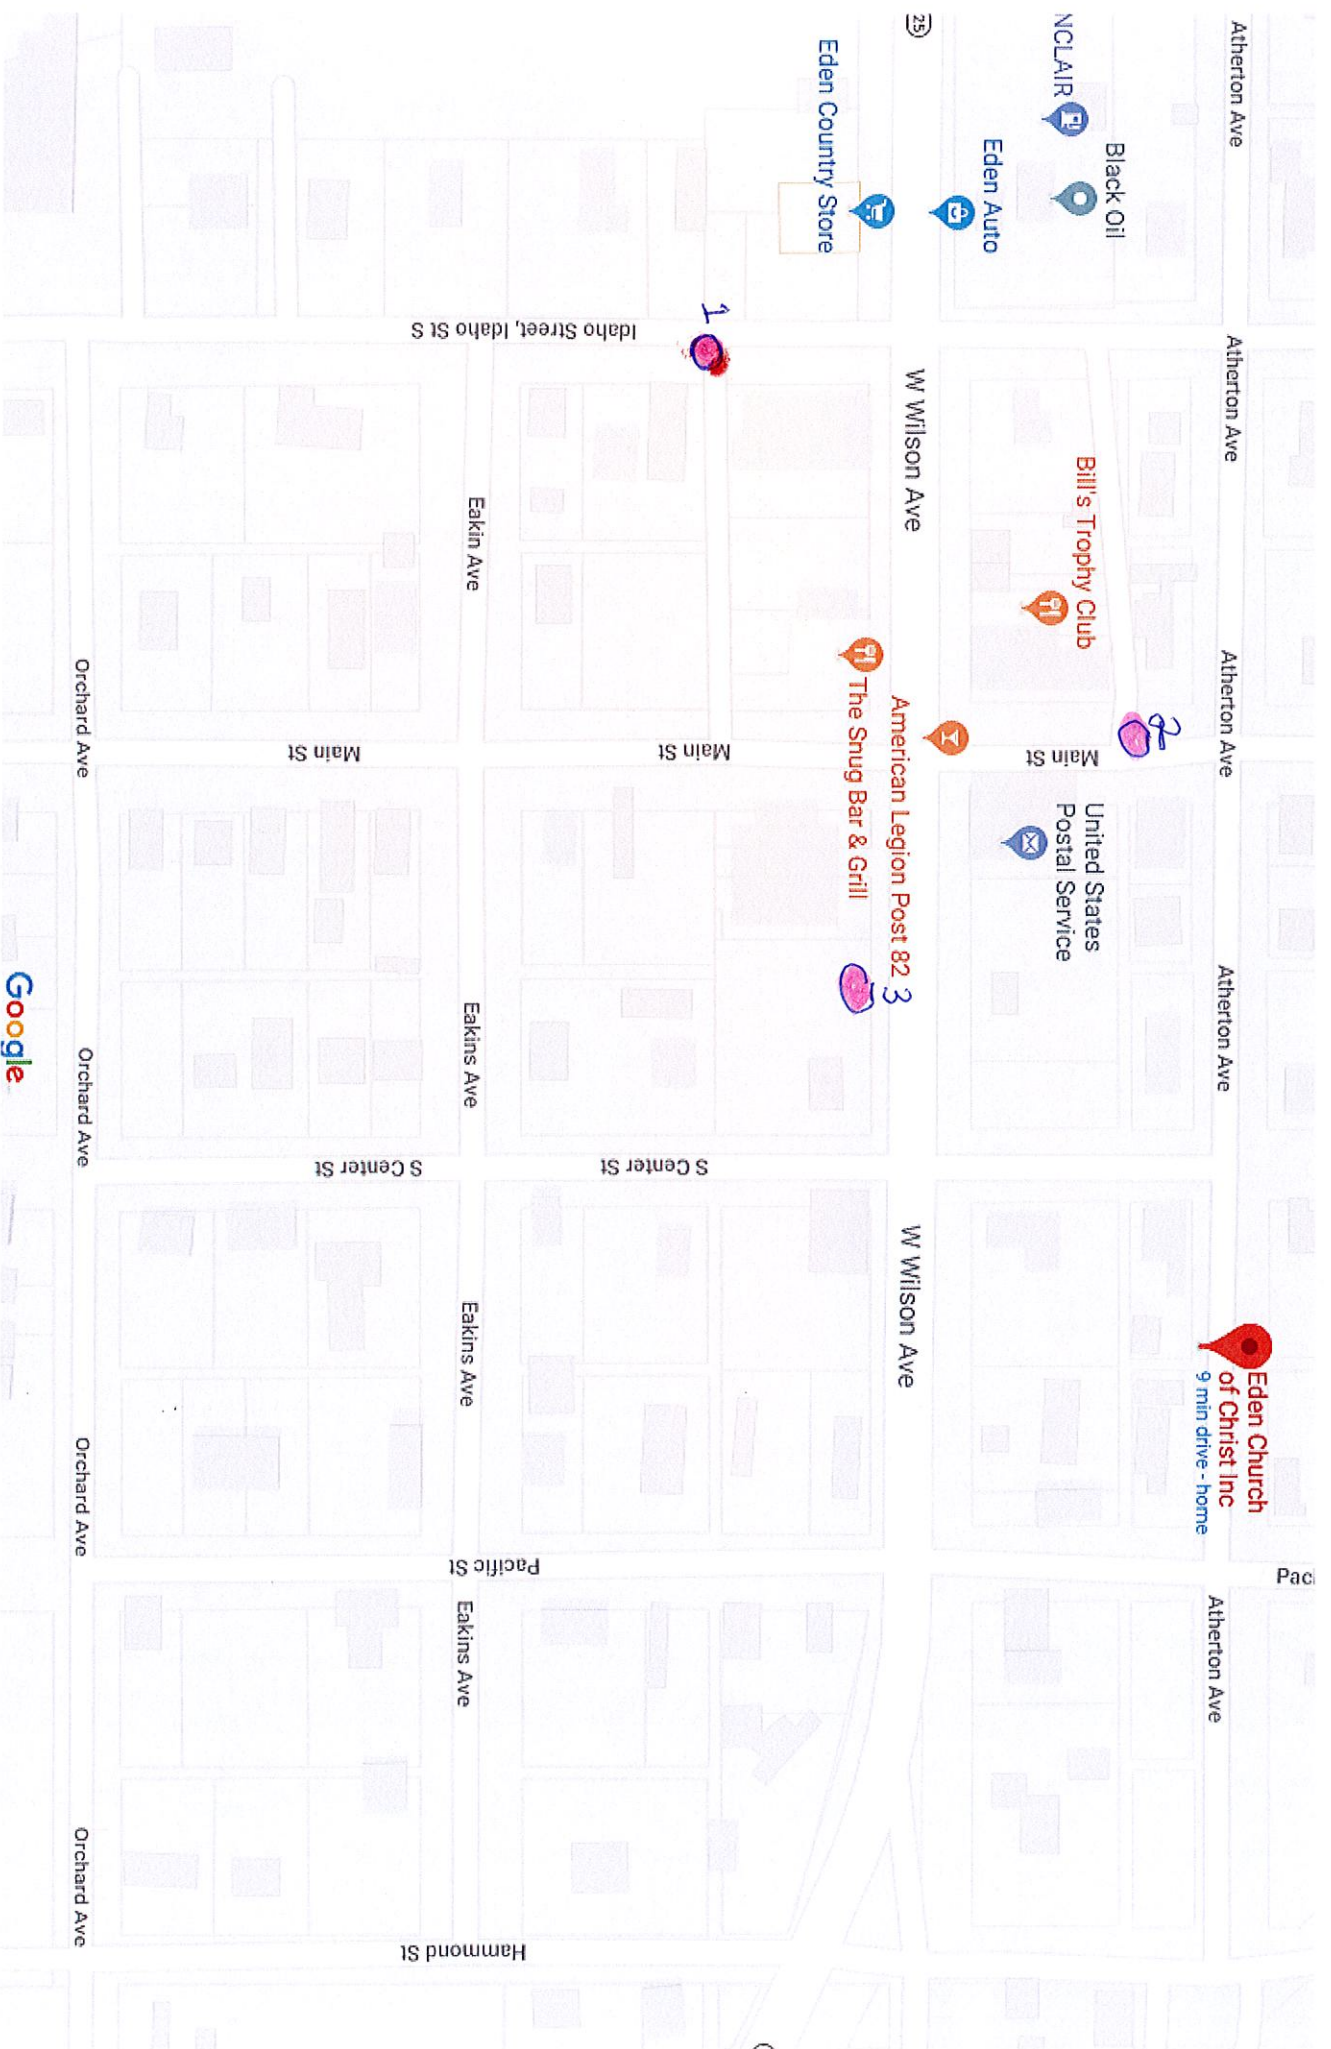 Atherton Ave
Atherton Ave
Atherton Ave
Atherton Ave
Eden Church
of Christ Inc
9 min drive - home
Paci
Atherton Ave
NCLAIR
Black Oil
Eden Auto
Bill's Trophy Club
2
Main St
United States
Postal Service
25
W Wilson Ave
W Wilson Ave
Eden Country Store
American Legion Post 82
The Snug Bar & Grill
3
1
Idaho Street, Idaho St S
Main St
S Center St
Eakin Ave
Eakins Ave
Eakins Ave
Pacific St
Eakins Ave
Hammond St
Main St
S Center St
Orchard Ave
Orchard Ave
Orchard Ave
Orchard Ave
Google